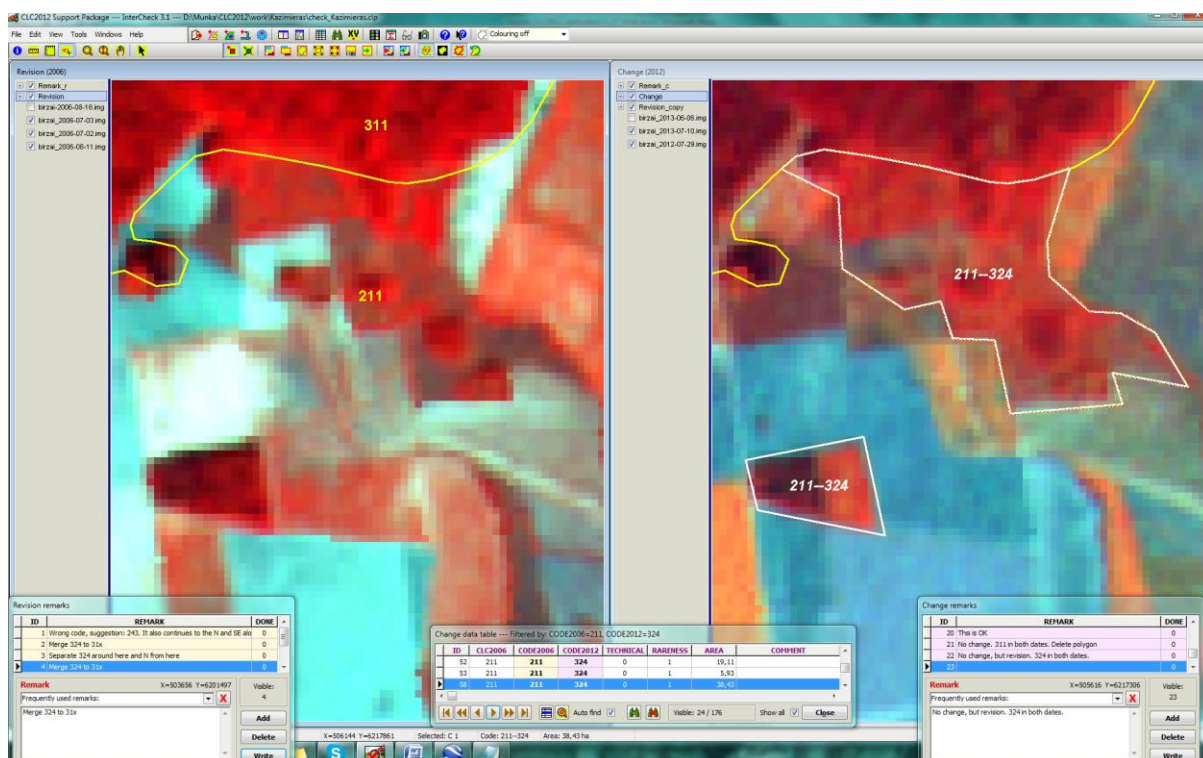 CLC2012 Support Package --- InterCheck 3.1 --- D:\Munka\CLC2012\work\Kazimieras\check_Kazimieras.clp
File Edit View Tools Windows Help
Colouring off
Revision (2006)
Remark_r
Revision
birzai-2006-08-18.img
birzai_2006-07-03.img
birzai_2006-07-02.img
birzai_2006-08-11.img
311
211
Change (2012)
Remark_c
Change
Revision_copy
birzai_2013-06-05.img
birzai_2013-07-10.img
birzai_2012-07-29.img
211--324
211--324
Revision remarks
ID REMARK DONE
1 Wrong code, suggestion: 243. It also continues to the N and SE alo 0
2 Merge 324 to 31x 0
3 Separate 324 around here and N from here 0
4 Merge 324 to 31x 0
Remark X=503656 Y=6201497
Frequently used remarks:
X
Merge 324 to 31x
Visible:
4
Add
Delete
Write
Change data table --- Filtered by: CODE2006=211, CODE2012=324
ID CLC2006 CODE2006 CODE2012 TECHNICAL RARENESS AREA COMMENT
52 211 211 324 0 1 19,11
53 211 211 324 0 1 5,93
58 211 211 324 0 1 38,43
Auto find Visible: 24 / 176 Show all Close
X=506144 Y=6217861 Selected: C 1 Code: 211--324 Area: 38,43 ha
Change remarks
ID REMARK DONE
20 This is OK 0
21 No change. 311 in both dates. Delete polygon 0
22 No change, but revision. 324 in both dates. 0
23 0
Remark X=505616 Y=6217306
Frequently used remarks:
X
No change, but revision. 324 in both dates.
Visible:
23
Add
Delete
Write